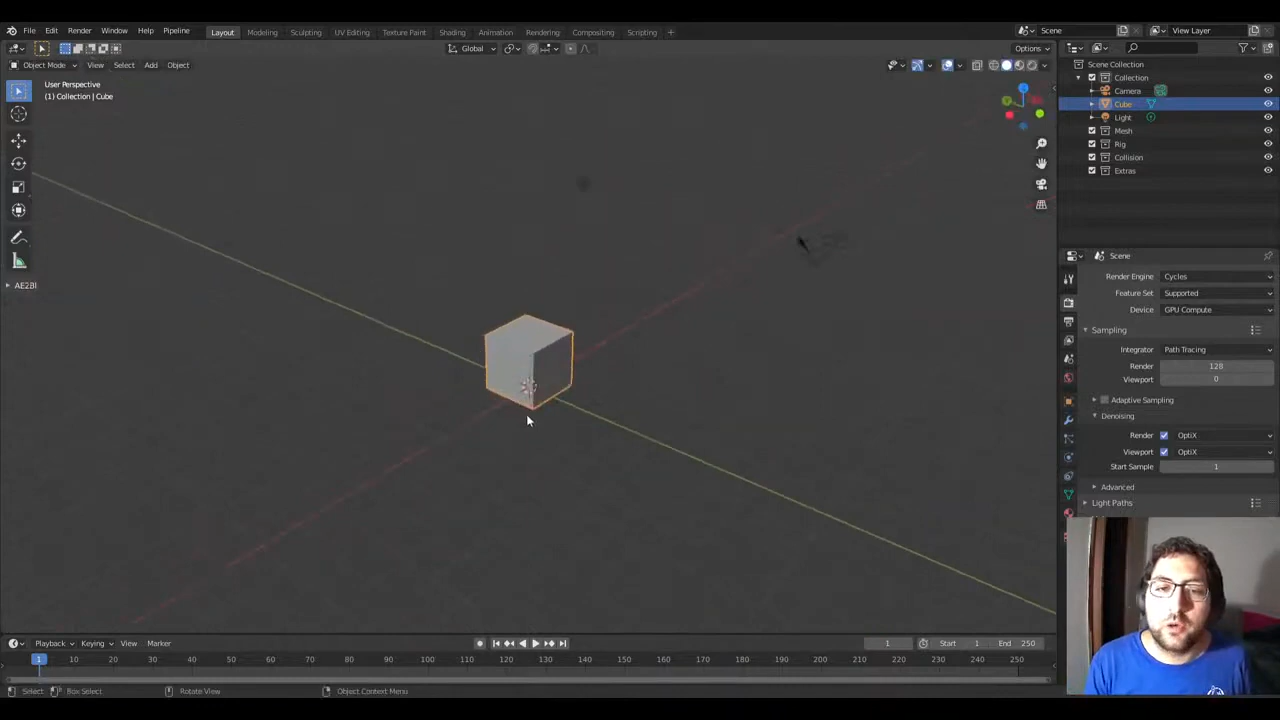 File Edit Render Window Help Pipeline
Layout Modeling Sculpting UV Editing Texture Paint Shading Animation Rendering Compositing Scripting +
Scene
View Layer
Global
Options
Object Mode View Select Add Object
User Perspective
(1) Collection | Cube
AE2Bl
Scene Collection
Collection
Camera
Cube
Light
Mesh
Rig
Collision
Extras
Scene
Render Engine Cycles
Feature Set Supported
Device GPU Compute
Sampling
Integrator Path Tracing
Render 128
Viewport 0
Adaptive Sampling
Denoising
Render OptiX
Viewport OptiX
Start Sample 1
Advanced
Light Paths
Playback Keying View Marker
1 Start 1 End 250
1 10 20 30 40 50 60 70 80 90 100 110 120 130 140 150 160 170 180 190 200 210 220 230 240 250
Select Box Select Rotate View Object Context Menu